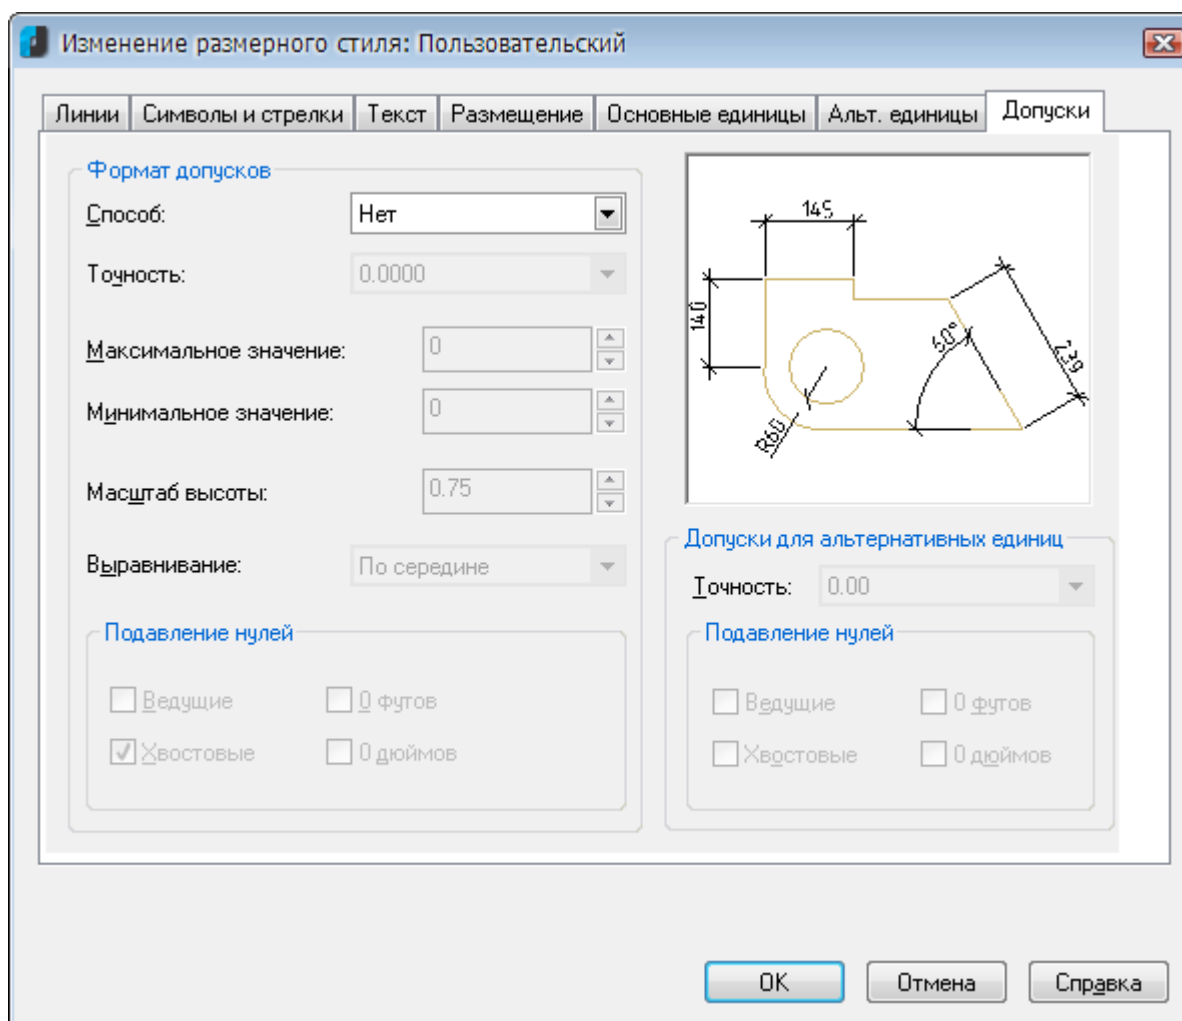 Изменение размерного стиля: Пользовательский
Линии Символы и стрелки Текст Размещение Основные единицы Альт. единицы Допуски
Формат допусков
Способ: Нет
Точность: 0.0000
Максимальное значение: 0
Минимальное значение: 0
Масштаб высоты: 0.75
Выравнивание: По середине
Подавление нулей
Ведущие 0 футов
Хвостовые 0 дюймов
145
140
60°
239
R60
Допуски для альтернативных единиц
Точность: 0.00
Подавление нулей
Ведущие 0 футов
Хвостовые 0 дюймов
OK Отмена Справка